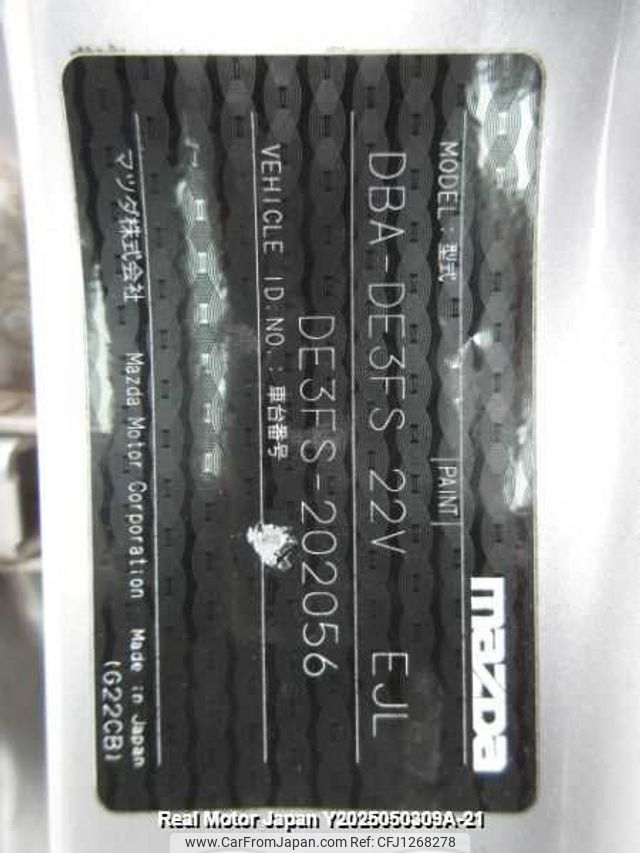 mazda
MODEL : 型式 |PAINT|
DBA-DE3FS 22V EJL
VEHICLE ID.NO. : 車台番号
DE3FS-202056
マツダ株式会社 Mazda Motor Corporation Made in Japan
(G22CB)
Real Motor Japan Y2025050309A-21
www.CarFromJapan.com Photo ID: CFJ1268278